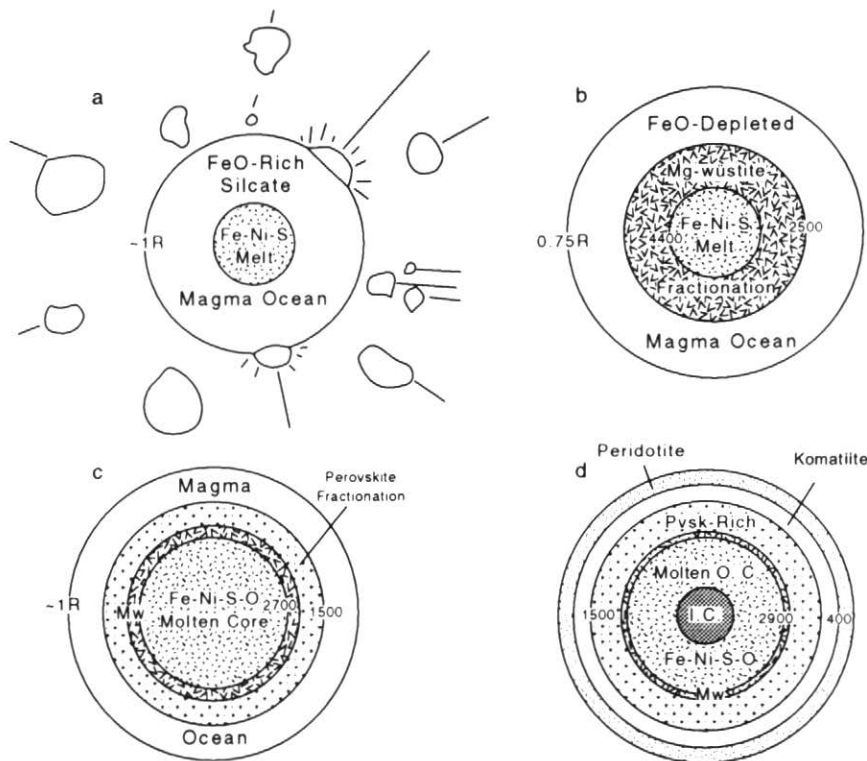 a
FeO-Rich
Silcate
Fe-Ni-S
Melt
~1R
Magma Ocean
b
FeO-Depleted
Mg-wüstite
Fe-Ni-S
4400
2500
Melt
0.75R
Fractionation
Magma Ocean
c
Magma
Perovskite
Fractionation
~1R
Mw
Fe-Ni-S-O
2700
1500
Molten Core
Ocean
d
Peridotite
Komatiite
Pvsk-Rich
Molten O.C
1500
I.C
2900
400
Fe-Ni-S-O
Mw